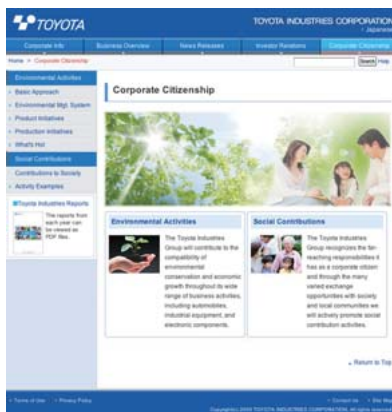 TOYOTA
TOYOTA INDUSTRIES CORPORATION
Japanese
Corporate Info
Business Overview
News Releases
Investor Relations
Corporate Citizenship
Home > Corporate Citizenship
Search Help
Environmental Activities
Basic Approach
Environmental Mgt. System
Product Initiatives
Production Initiatives
What's Hot
Social Contributions
Contributions to Society
Activity Examples
Toyota Industries Reports
The reports from
each year can
be viewed as
PDF files.
Corporate Citizenship
Environmental Activities
The Toyota Industries
Group will contribute to the
compatibility of
environmental
conservation and economic
growth throughout its wide
range of business activities,
including automobiles,
industrial equipment, and
electronic components.
Social Contributions
The Toyota Industries
Group recognizes the far-
reaching responsibilities it
has as a corporate citizen
and through the many
varied exchange
opportunities with society
and local communities we
will actively promote social
contribution activities.
Return to Top
Terms of Use
Privacy Policy
Contact Us
Site Map
TOYOTA INDUSTRIES CORPORATION, All rights